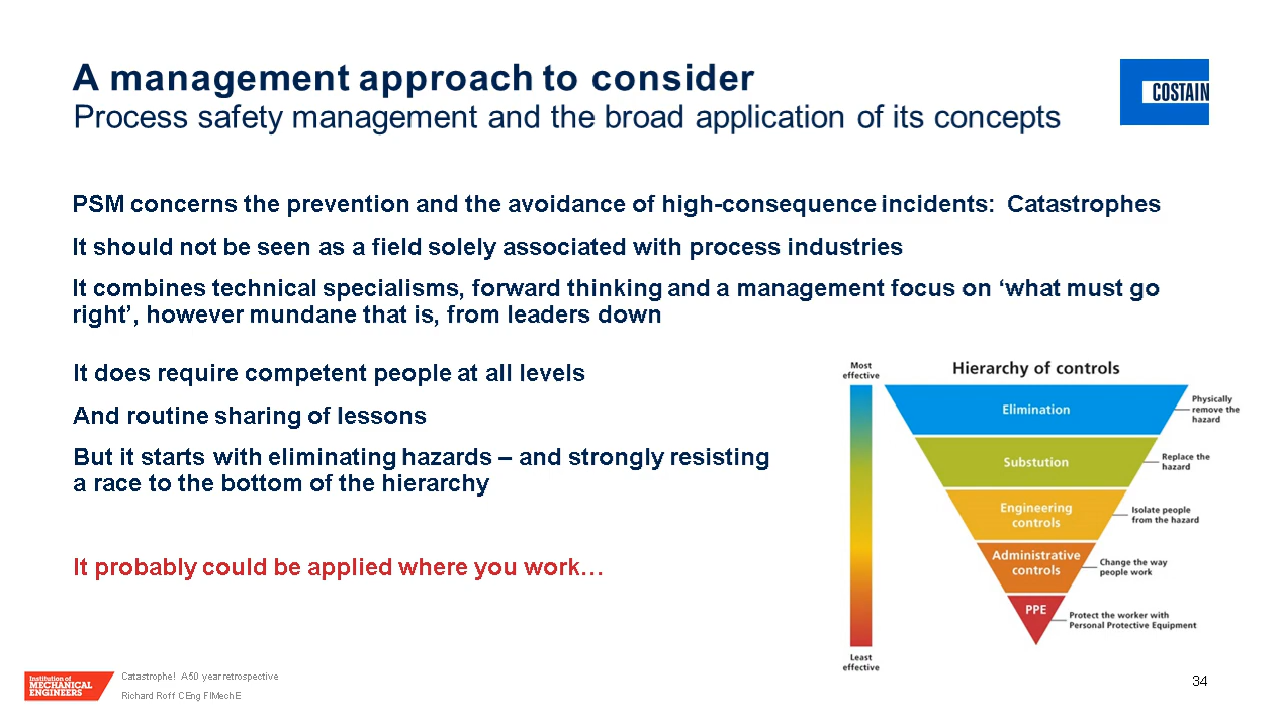 A management approach to consider
Process safety management and the broad application of its concepts
COSTAIN
PSM concerns the prevention and the avoidance of high-consequence incidents:  Catastrophes
It should not be seen as a field solely associated with process industries
It combines technical specialisms, forward thinking and a management focus on ‘what must go
right’, however mundane that is, from leaders down
It does require competent people at all levels
And routine sharing of lessons
But it starts with eliminating hazards – and strongly resisting
a race to the bottom of the hierarchy
It probably could be applied where you work…
Most
effective
Least
effective
Hierarchy of controls
Elimination
Physically
remove the
hazard
Substution
Replace the
hazard
Engineering
controls
Isolate people
from the hazard
Administrative
controls
Change the way
people work
PPE
Protect the worker with
Personal Protective Equipment
Institution of
MECHANICAL
ENGINEERS
Catastrophe!  A 50 year retrospective
Richard Roff CEng FIMechE
34